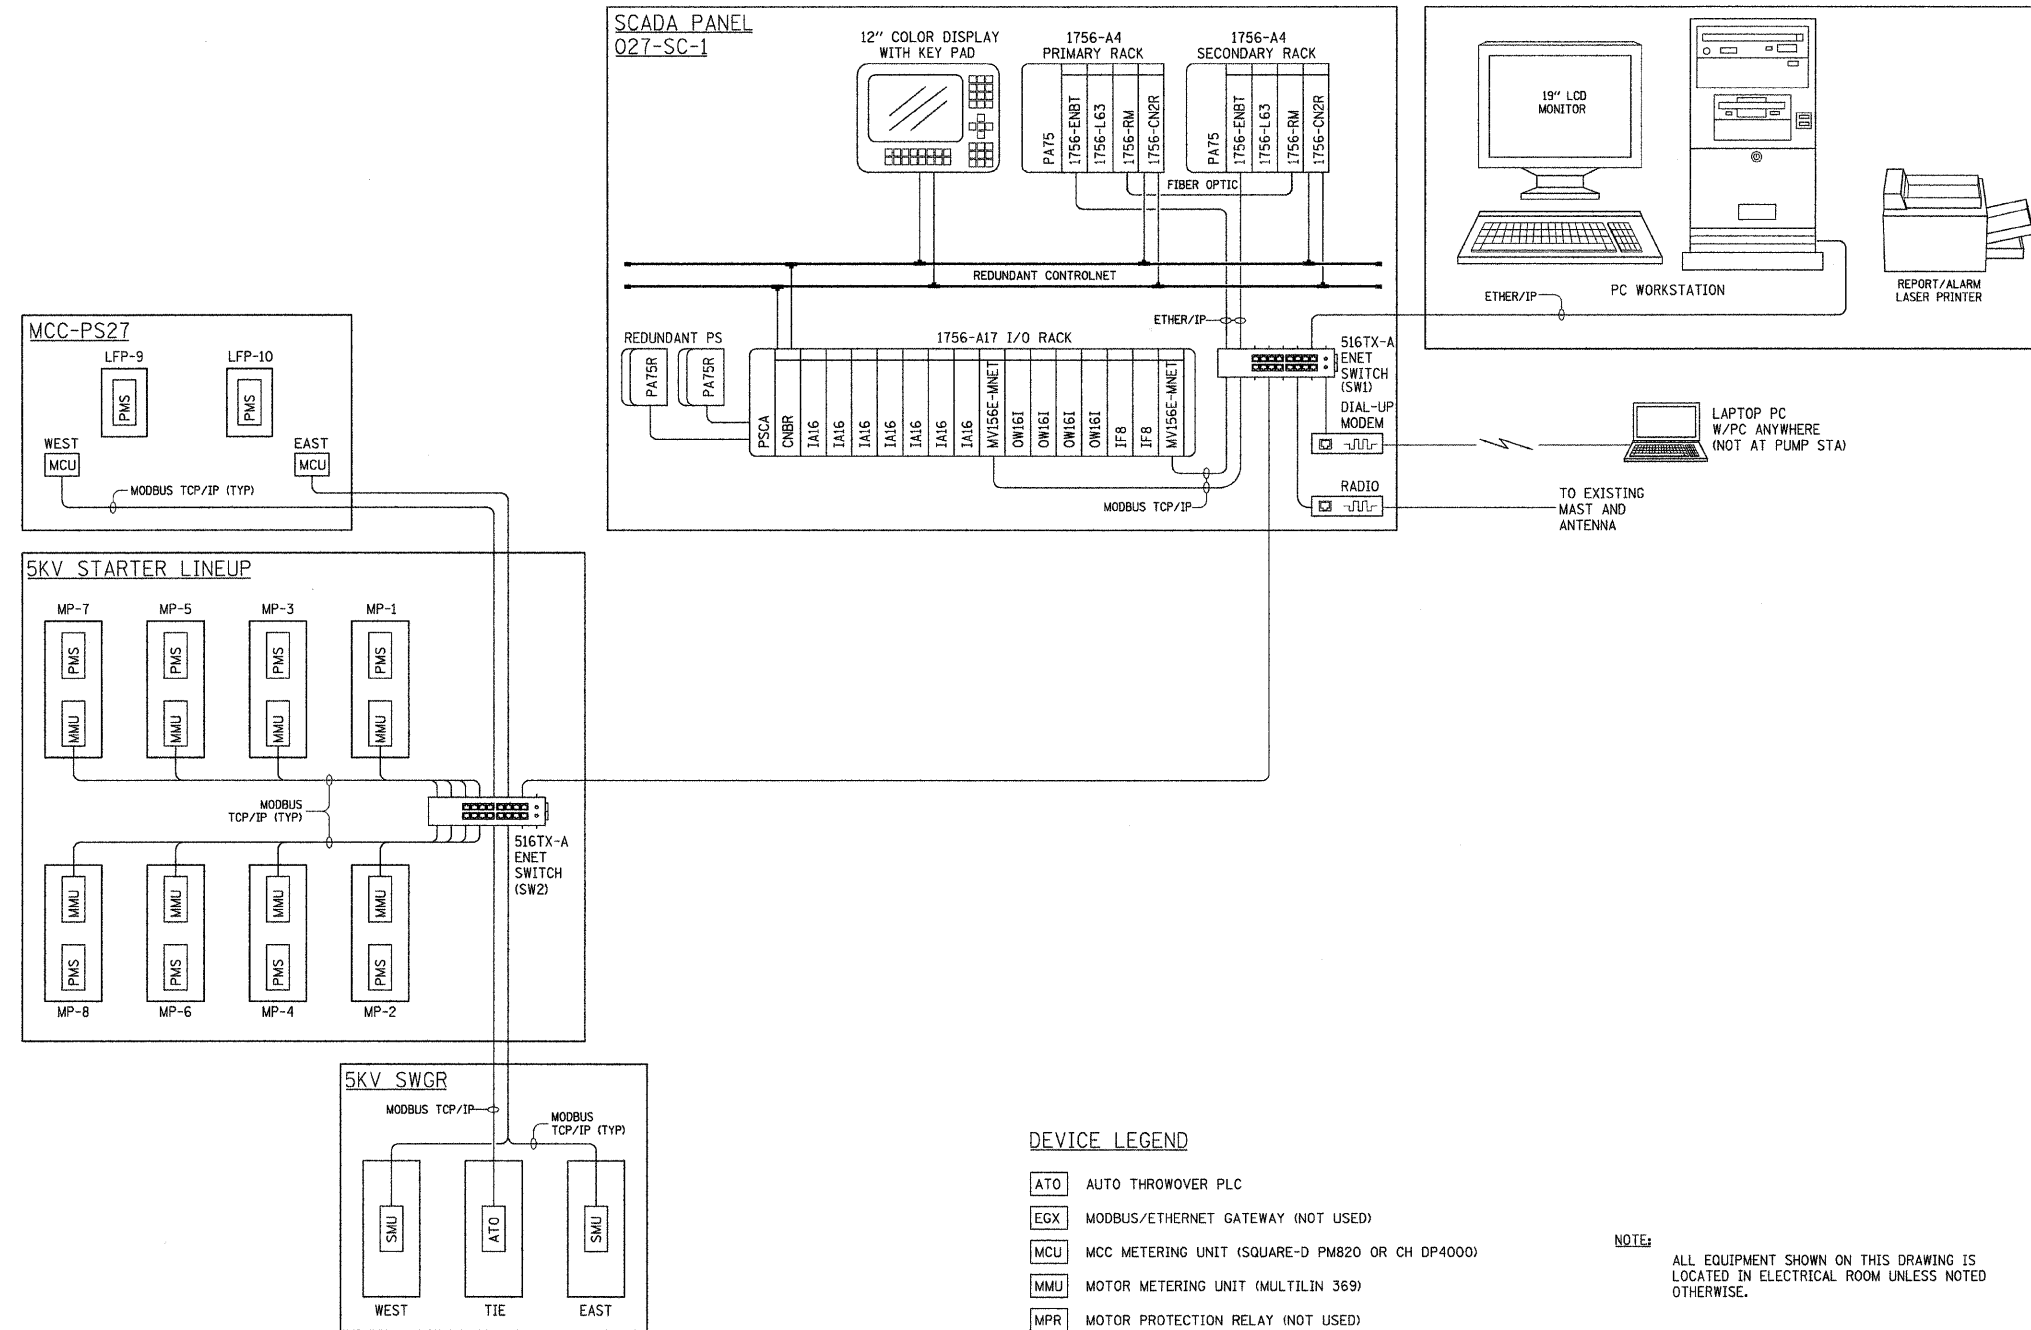 SCADA PANEL
027-SC-1
12" COLOR DISPLAY
WITH KEY PAD
1756-A4
PRIMARY RACK
PA75
1756-ENBT
1756-L63
1756-RM
1756-CN2R
1756-A4
SECONDARY RACK
PA75
1756-ENBT
1756-L63
1756-RM
1756-CN2R
FIBER OPTIC
REDUNDANT CONTROLNET
ETHER/IP
REDUNDANT PS
PA75R
PA75R
1756-A17 I/O RACK
PSCA
CNBR
IA16
IA16
IA16
IA16
IA16
IA16
IA16
MV156E-MNET
OW16I
OW16I
OW16I
OW16I
IF8
IF8
MV156E-MNET
MODBUS TCP/IP
516TX-A
ENET
SWITCH
(SW1)
DIAL-UP
MODEM
RADIO
19" LCD
MONITOR
ETHER/IP
PC WORKSTATION
REPORT/ALARM
LASER PRINTER
LAPTOP PC
W/PC ANYWHERE
(NOT AT PUMP STA)
TO EXISTING
MAST AND
ANTENNA
MCC-PS27
LFP-9
PMS
LFP-10
PMS
WEST
MCU
EAST
MCU
MODBUS TCP/IP (TYP)
5KV STARTER LINEUP
MP-7
MP-5
MP-3
MP-1
PMS
PMS
PMS
PMS
MMU
MMU
MMU
MMU
MODBUS
TCP/IP (TYP)
516TX-A
ENET
SWITCH
(SW2)
MMU
MMU
MMU
MMU
PMS
PMS
PMS
PMS
MP-8
MP-6
MP-4
MP-2
5KV SWGR
MODBUS TCP/IP
MODBUS
TCP/IP (TYP)
SMU
ATO
SMU
WEST
TIE
EAST
DEVICE LEGEND
ATO AUTO THROWOVER PLC
EGX MODBUS/ETHERNET GATEWAY (NOT USED)
MCU MCC METERING UNIT (SQUARE-D PM820 OR CH DP4000)
MMU MOTOR METERING UNIT (MULTILIN 369)
MPR MOTOR PROTECTION RELAY (NOT USED)
NOTE:
ALL EQUIPMENT SHOWN ON THIS DRAWING IS
LOCATED IN ELECTRICAL ROOM UNLESS NOTED
OTHERWISE.